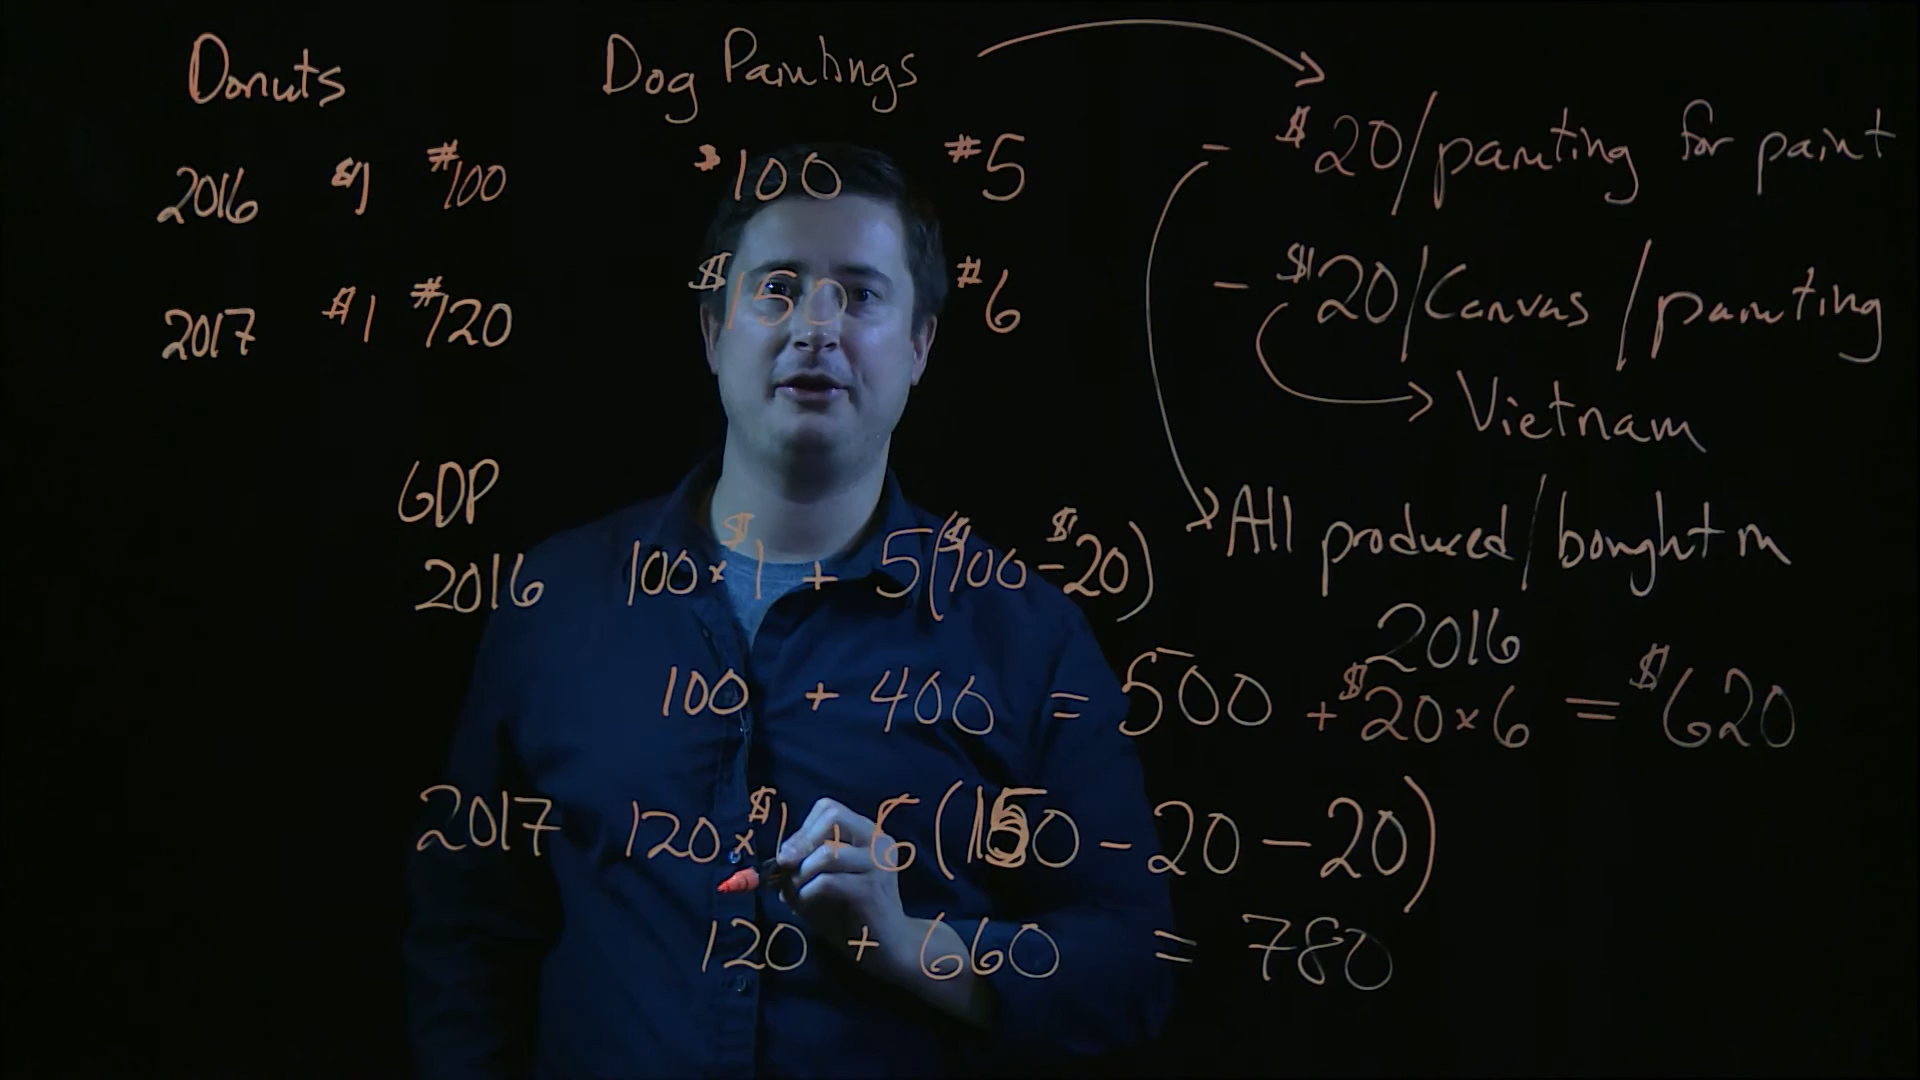 Donuts Dog Paintings
- $20/painting for paint
2016 $1 #100 $100 #5
- $20/Canvas/painting
2017 $1 #120 $150 #6
Vietnam
GDP
All produced/bought in
2016 100 × $1 + 5($100 - $20)
2016
100 + 400 = 500 + $20 × 6 = $620
2017 120 × $1 + 6(150 - 20 - 20)
120 + 660 = 780